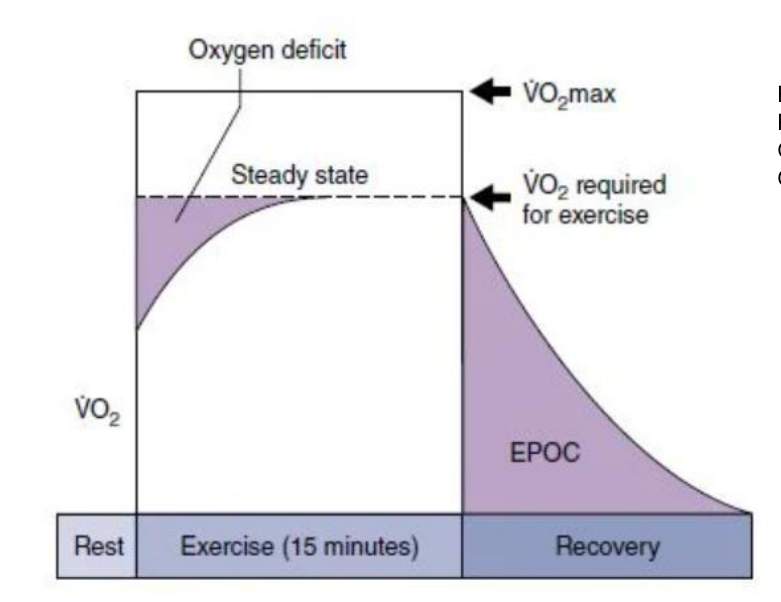 Oxygen deficit
V̇O₂max
Steady state
V̇O₂ required
for exercise
V̇O₂
EPOC
Rest
Exercise (15 minutes)
Recovery